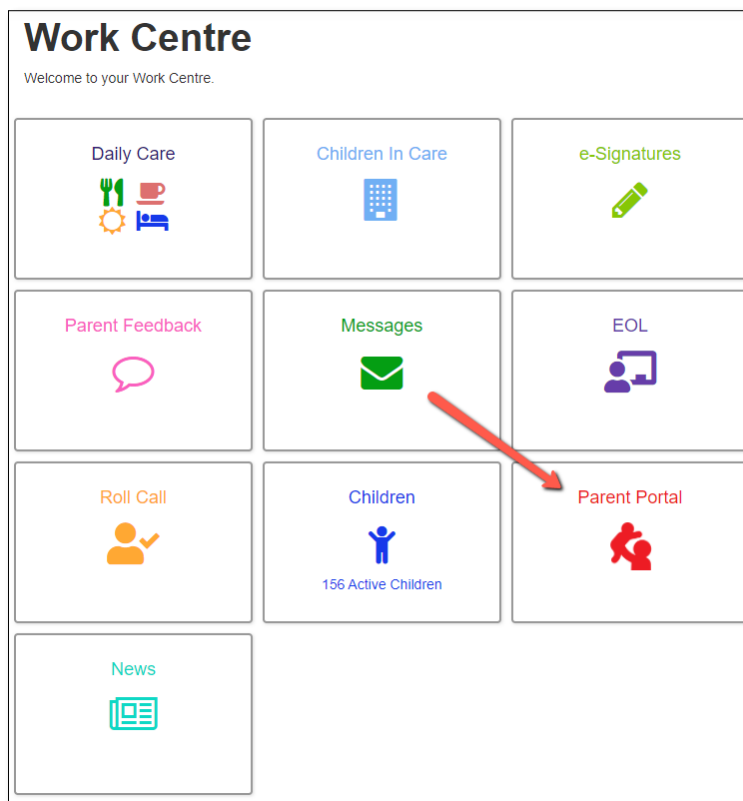 Work Centre
Welcome to your Work Centre.
Daily Care
Children In Care
e-Signatures
Parent Feedback
Messages
EOL
Roll Call
Children
Parent Portal
156 Active Children
News